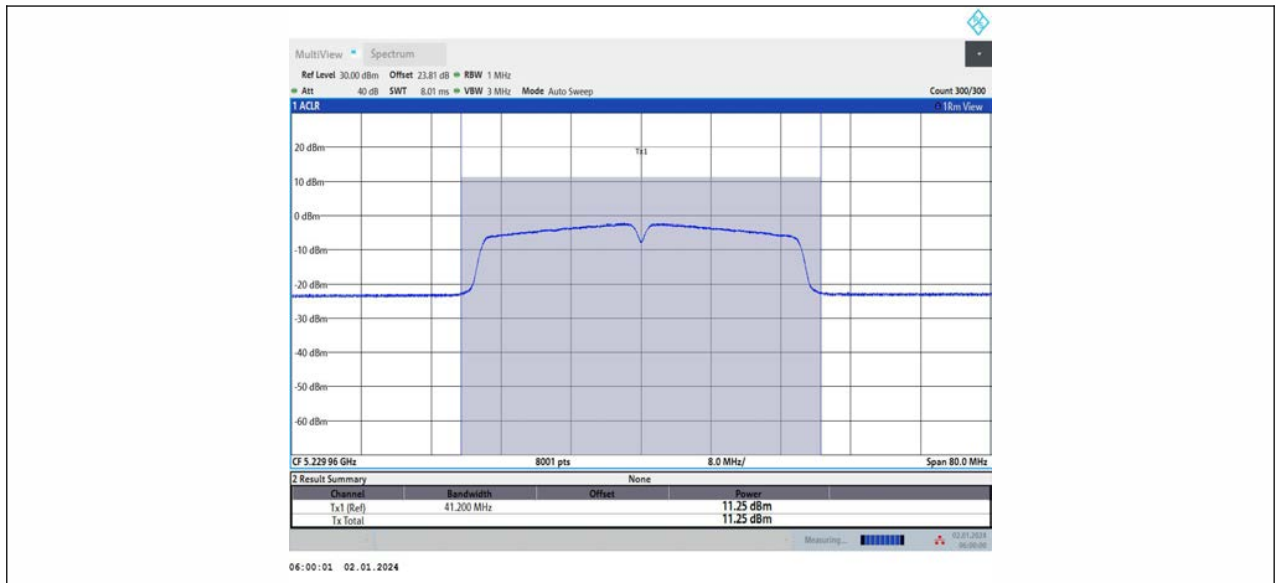 MultiView Spectrum
Ref Level 30.00 dBm Offset 23.81 dB RBW 1 MHz
Att 40 dB SWT 8.01 ms VBW 3 MHz Mode Auto Sweep Count 300/300
1 ACLR 1Rm View
Tx1
20 dBm
10 dBm
0 dBm
-10 dBm
-20 dBm
-30 dBm
-40 dBm
-50 dBm
-60 dBm
CF 5.229 96 GHz 8001 pts 8.0 MHz/ Span 80.0 MHz
2 Result Summary None
Channel Bandwidth Offset Power
Tx1 (Ref) 41.200 MHz 11.25 dBm
Tx Total 11.25 dBm
Measuring... 02.01.2024
06:00:00
06:00:01 02.01.2024